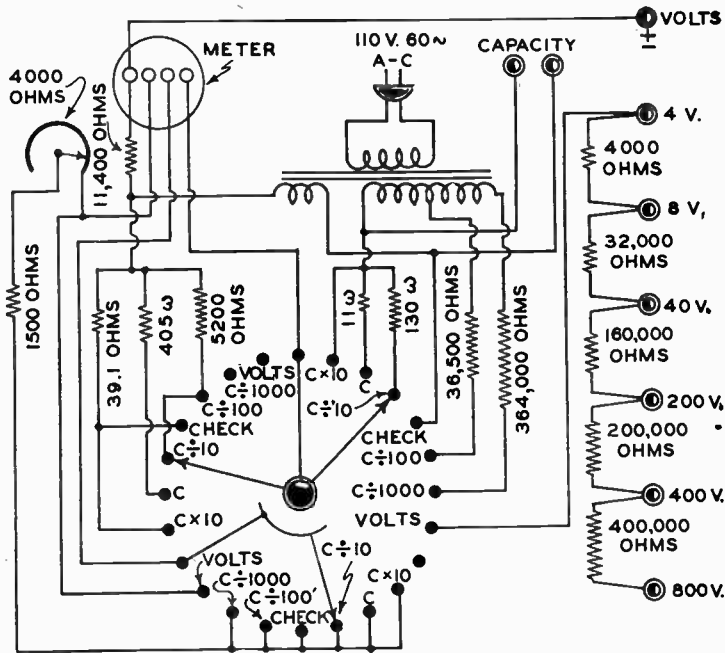 VOLTS
±
METER
110 V. 60~
A-C
CAPACITY
4000
OHMS
11,400 OHMS
4 V.
4000
OHMS
8 V,
32,000
OHMS
40 V.
160,000
OHMS
200 V.
200,000
OHMS
400 V.
400,000
OHMS
800 V.
1500 OHMS
39.1 OHMS
405 ω
5200
OHMS
11 ω
130 ω
36,500 OHMS
364,000 OHMS
VOLTS
C÷1000
C÷100
CHECK
C÷10
C
C×10
C×10
C
C÷10
CHECK
C÷100
C÷1000
VOLTS
VOLTS
C÷1000
C÷100'
CHECK
C÷10
C
C×10